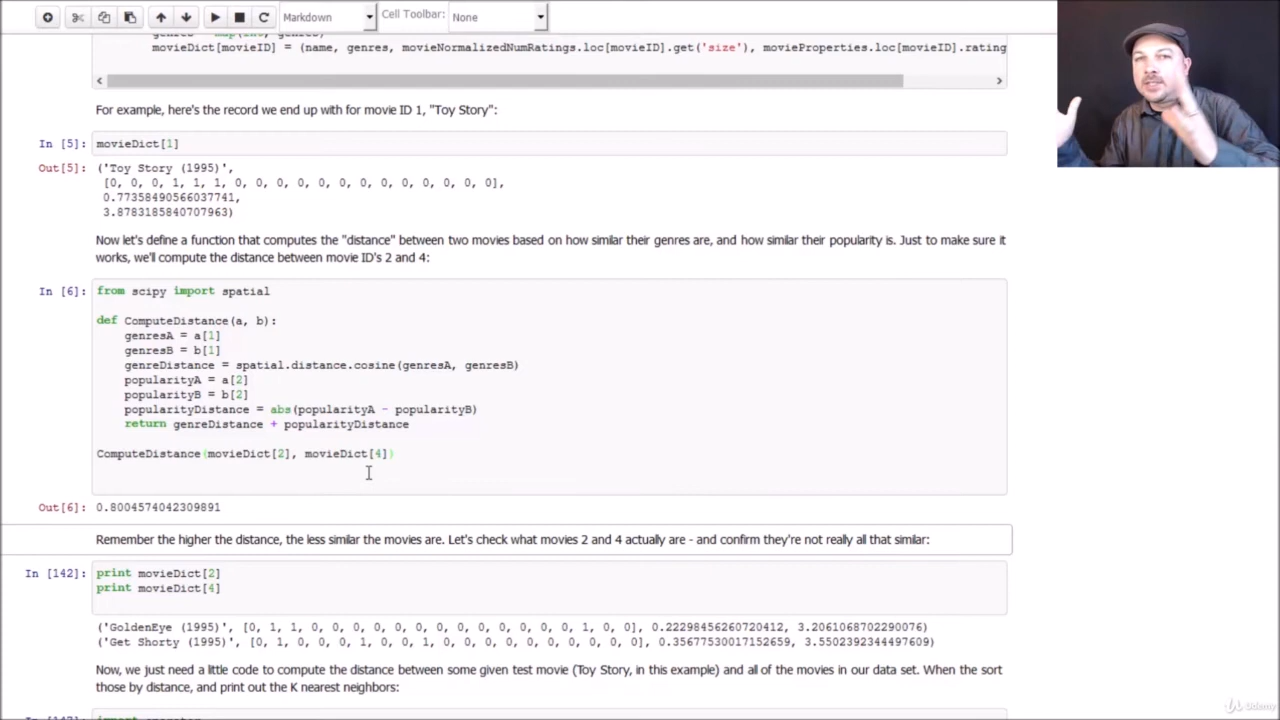 Markdown
Cell Toolbar:
None
movieDict[movieID] = (name, genres, movieNormalizedNumRatings.loc[movieID].get('size'), movieProperties.loc[movieID].rating
For example, here's the record we end up with for movie ID 1, "Toy Story":
In [5]: movieDict[1]
Out[5]: ('Toy Story (1995)',
[0, 0, 0, 1, 1, 1, 0, 0, 0, 0, 0, 0, 0, 0, 0, 0, 0, 0, 0],
0.77358490566037741,
3.8783185840707963)
Now let's define a function that computes the "distance" between two movies based on how similar their genres are, and how similar their popularity is. Just to make sure it
works, we'll compute the distance between movie ID's 2 and 4:
In [6]: from scipy import spatial
def ComputeDistance(a, b):
genresA = a[1]
genresB = b[1]
genreDistance = spatial.distance.cosine(genresA, genresB)
popularityA = a[2]
popularityB = b[2]
popularityDistance = abs(popularityA - popularityB)
return genreDistance + popularityDistance
ComputeDistance(movieDict[2], movieDict[4])
Out[6]: 0.8004574042309891
Remember the higher the distance, the less similar the movies are. Let's check what movies 2 and 4 actually are - and confirm they're not really all that similar:
In [142]: print movieDict[2]
print movieDict[4]
('GoldenEye (1995)', [0, 1, 1, 0, 0, 0, 0, 0, 0, 0, 0, 0, 0, 0, 0, 0, 1, 0, 0], 0.22298456260720412, 3.2061068702290076)
('Get Shorty (1995)', [0, 1, 0, 0, 0, 1, 0, 0, 1, 0, 0, 0, 0, 0, 0, 0, 0, 0, 0], 0.35677530017152659, 3.5502392344497609)
Now, we just need a little code to compute the distance between some given test movie (Toy Story, in this example) and all of the movies in our data set. When the sort
those by distance, and print out the K nearest neighbors:
Udemy